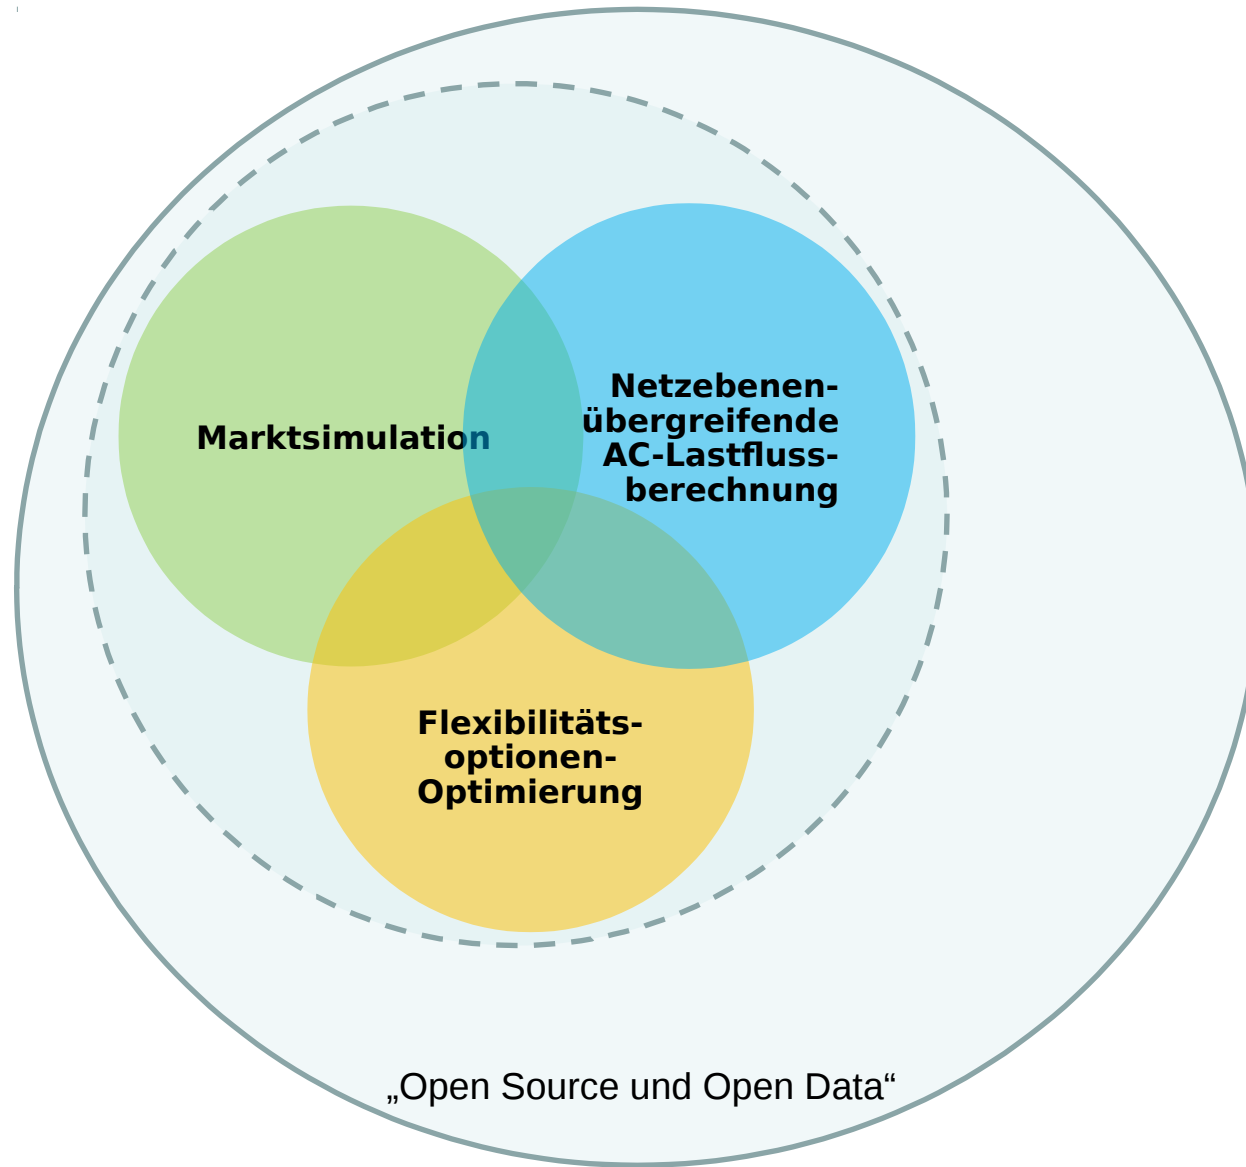 Marktsimulation
Netzebenen-
übergreifende
AC-Lastfluss-
berechnung
Flexibilitäts-
optionen-
Optimierung
„Open Source und Open Data“